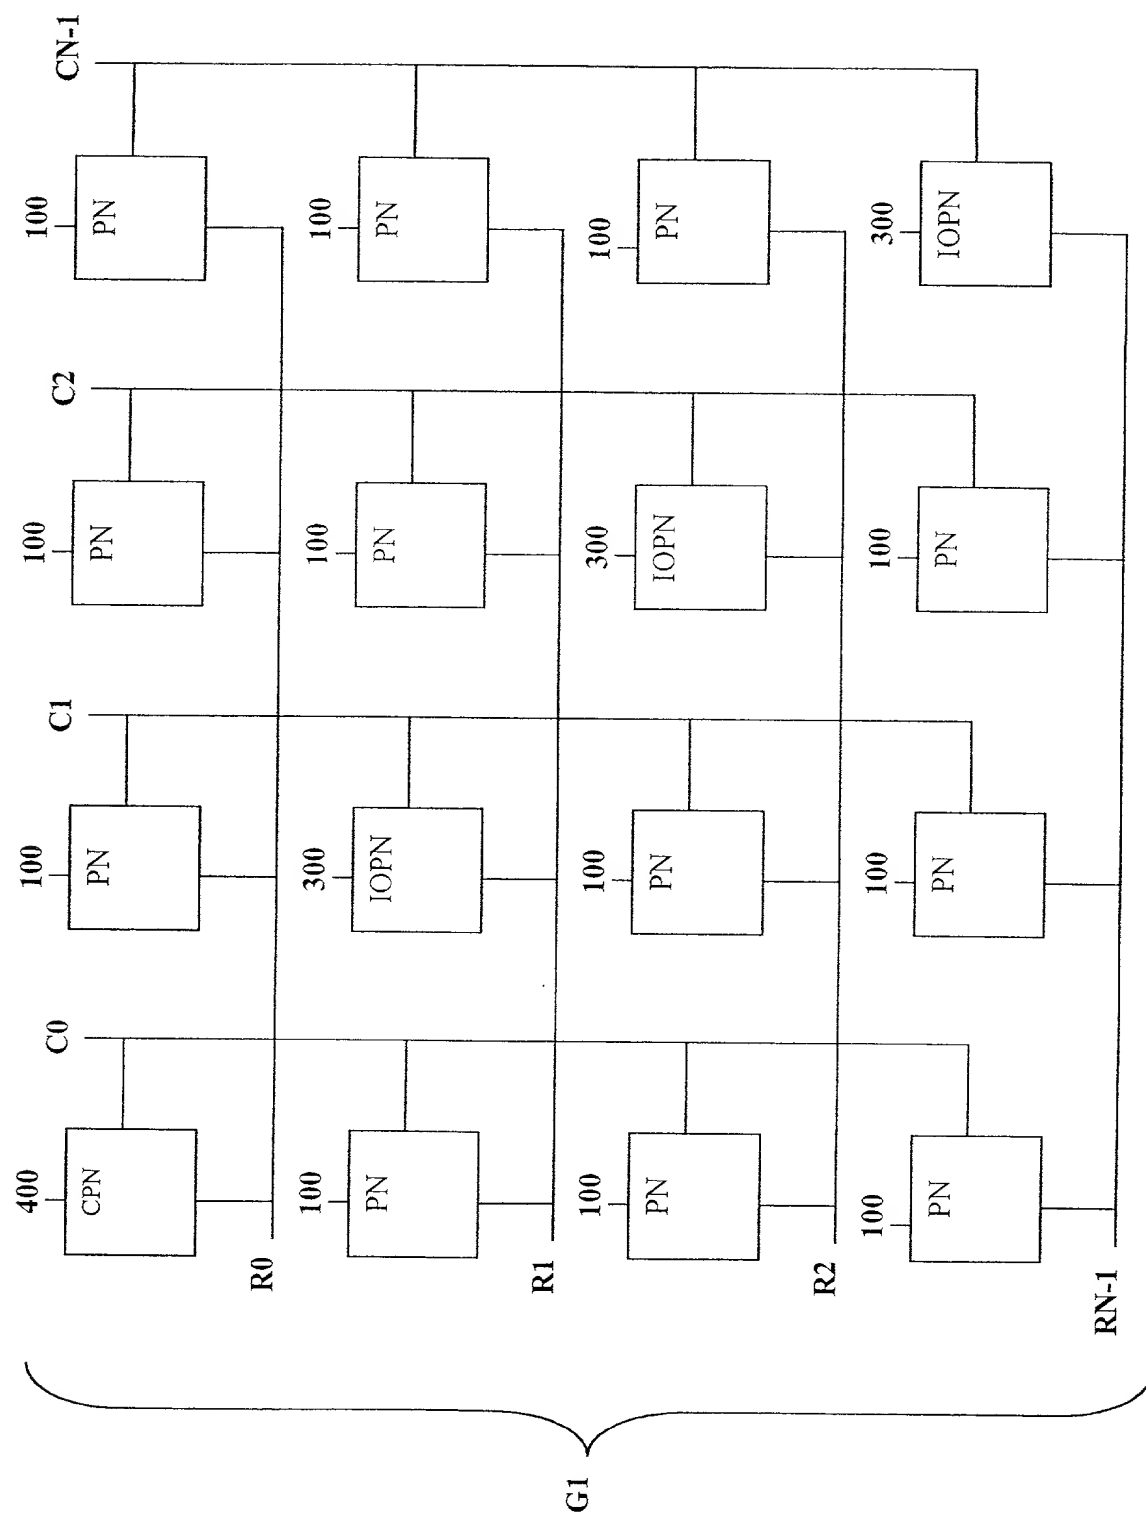 C0 C1 C2 CN-1
400 100 100 100
CPN PN PN PN
R0
100 300 100 100
PN IOPN PN PN
R1
100 100 300 100
PN PN IOPN PN
R2
100 100 100 300
PN PN PN IOPN
RN-1
G1